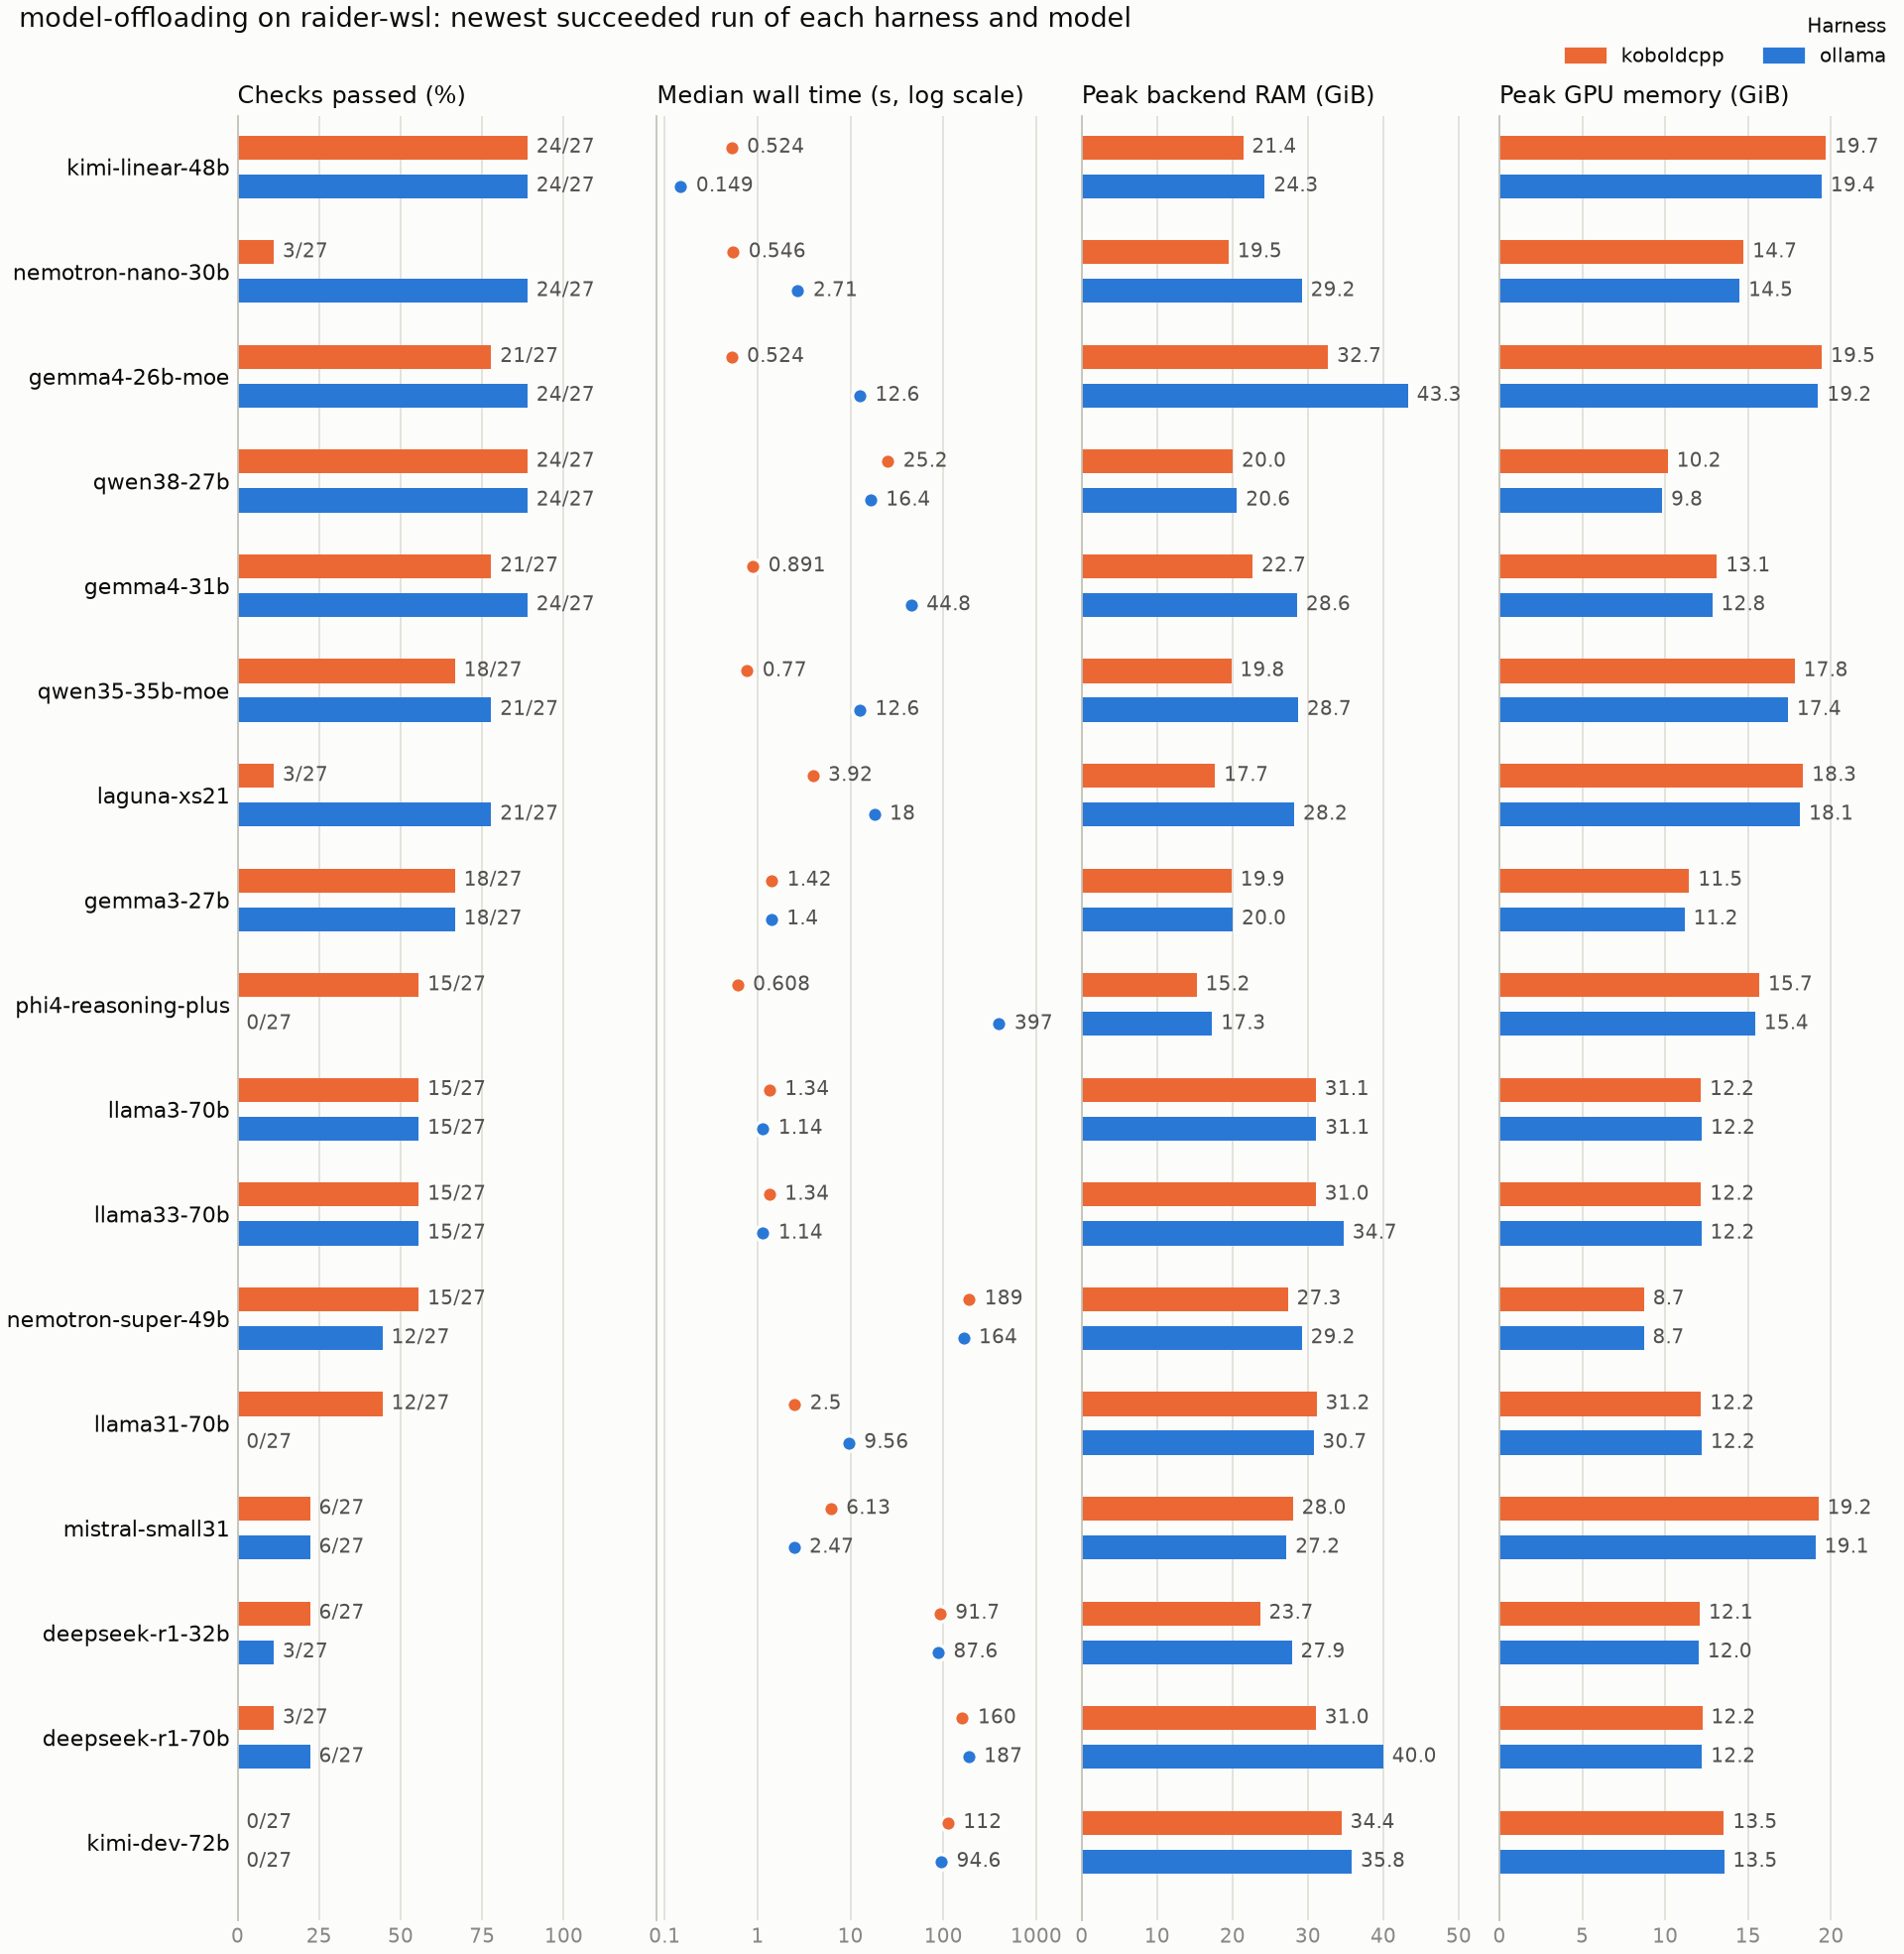 model-offloading on raider-wsl: newest succeeded run of each harness and model
Harness
koboldcpp ollama
Checks passed (%) Median wall time (s, log scale) Peak backend RAM (GiB) Peak GPU memory (GiB)
kimi-linear-48b
24/27 0.524 21.4 19.7
24/27 0.149 24.3 19.4
nemotron-nano-30b
3/27 0.546 19.5 14.7
24/27 2.71 29.2 14.5
gemma4-26b-moe
21/27 0.524 32.7 19.5
24/27 12.6 43.3 19.2
qwen38-27b
24/27 25.2 20.0 10.2
24/27 16.4 20.6 9.8
gemma4-31b
21/27 0.891 22.7 13.1
24/27 44.8 28.6 12.8
qwen35-35b-moe
18/27 0.77 19.8 17.8
21/27 12.6 28.7 17.4
laguna-xs21
3/27 3.92 17.7 18.3
21/27 18 28.2 18.1
gemma3-27b
18/27 1.42 19.9 11.5
18/27 1.4 20.0 11.2
phi4-reasoning-plus
15/27 0.608 15.2 15.7
0/27 397 17.3 15.4
llama3-70b
15/27 1.34 31.1 12.2
15/27 1.14 31.1 12.2
llama33-70b
15/27 1.34 31.0 12.2
15/27 1.14 34.7 12.2
nemotron-super-49b
15/27 189 27.3 8.7
12/27 164 29.2 8.7
llama31-70b
12/27 2.5 31.2 12.2
0/27 9.56 30.7 12.2
mistral-small31
6/27 6.13 28.0 19.2
6/27 2.47 27.2 19.1
deepseek-r1-32b
6/27 91.7 23.7 12.1
3/27 87.6 27.9 12.0
deepseek-r1-70b
3/27 160 31.0 12.2
6/27 187 40.0 12.2
kimi-dev-72b
0/27 112 34.4 13.5
0/27 94.6 35.8 13.5
0 25 50 75 100 0.1 1 10 100 1000 0 10 20 30 40 50 0 5 10 15 20